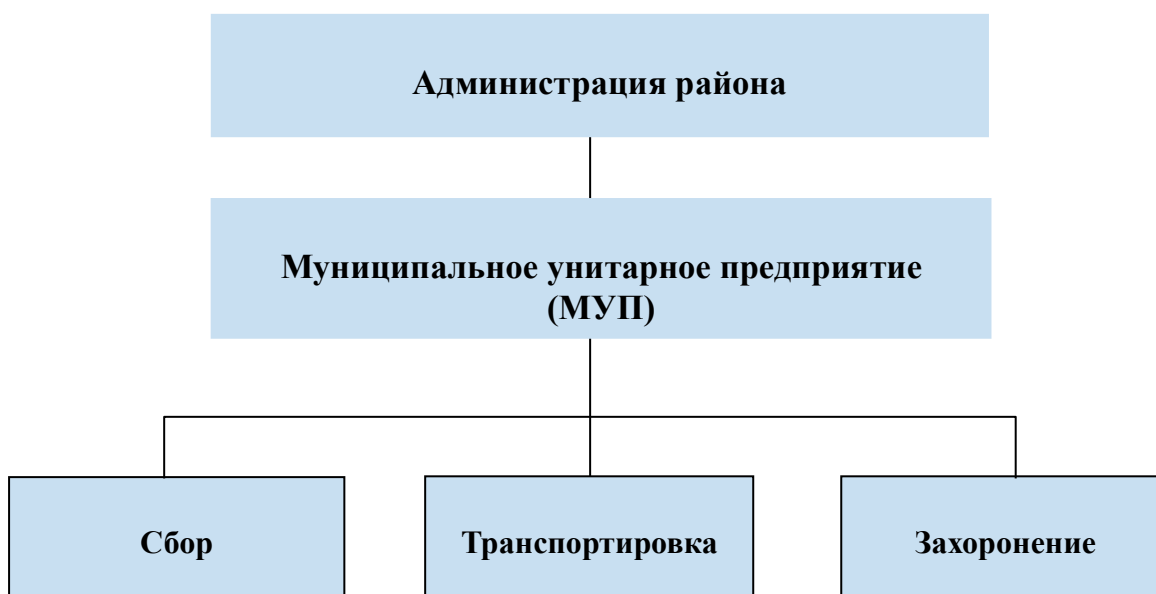 Администрация района
Муниципальное унитарное предприятие
(МУП)
Сбор
Транспортировка
Захоронение